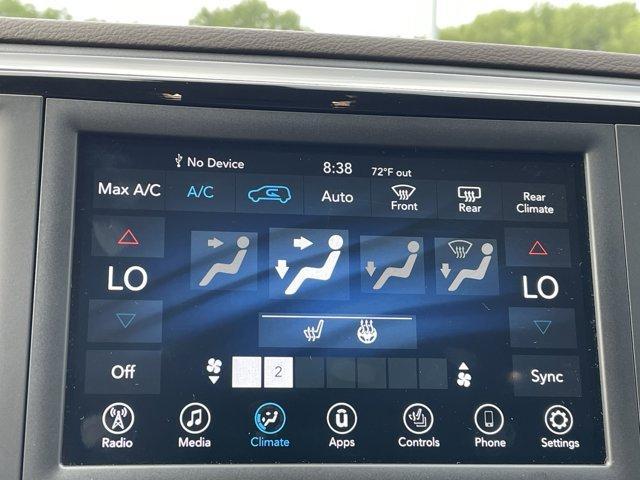 No Device 8:38 72°F out
Max A/C A/C Auto Front Rear Rear Climate
LO LO
Off 2 Sync
Radio Media Climate Apps Controls Phone Settings